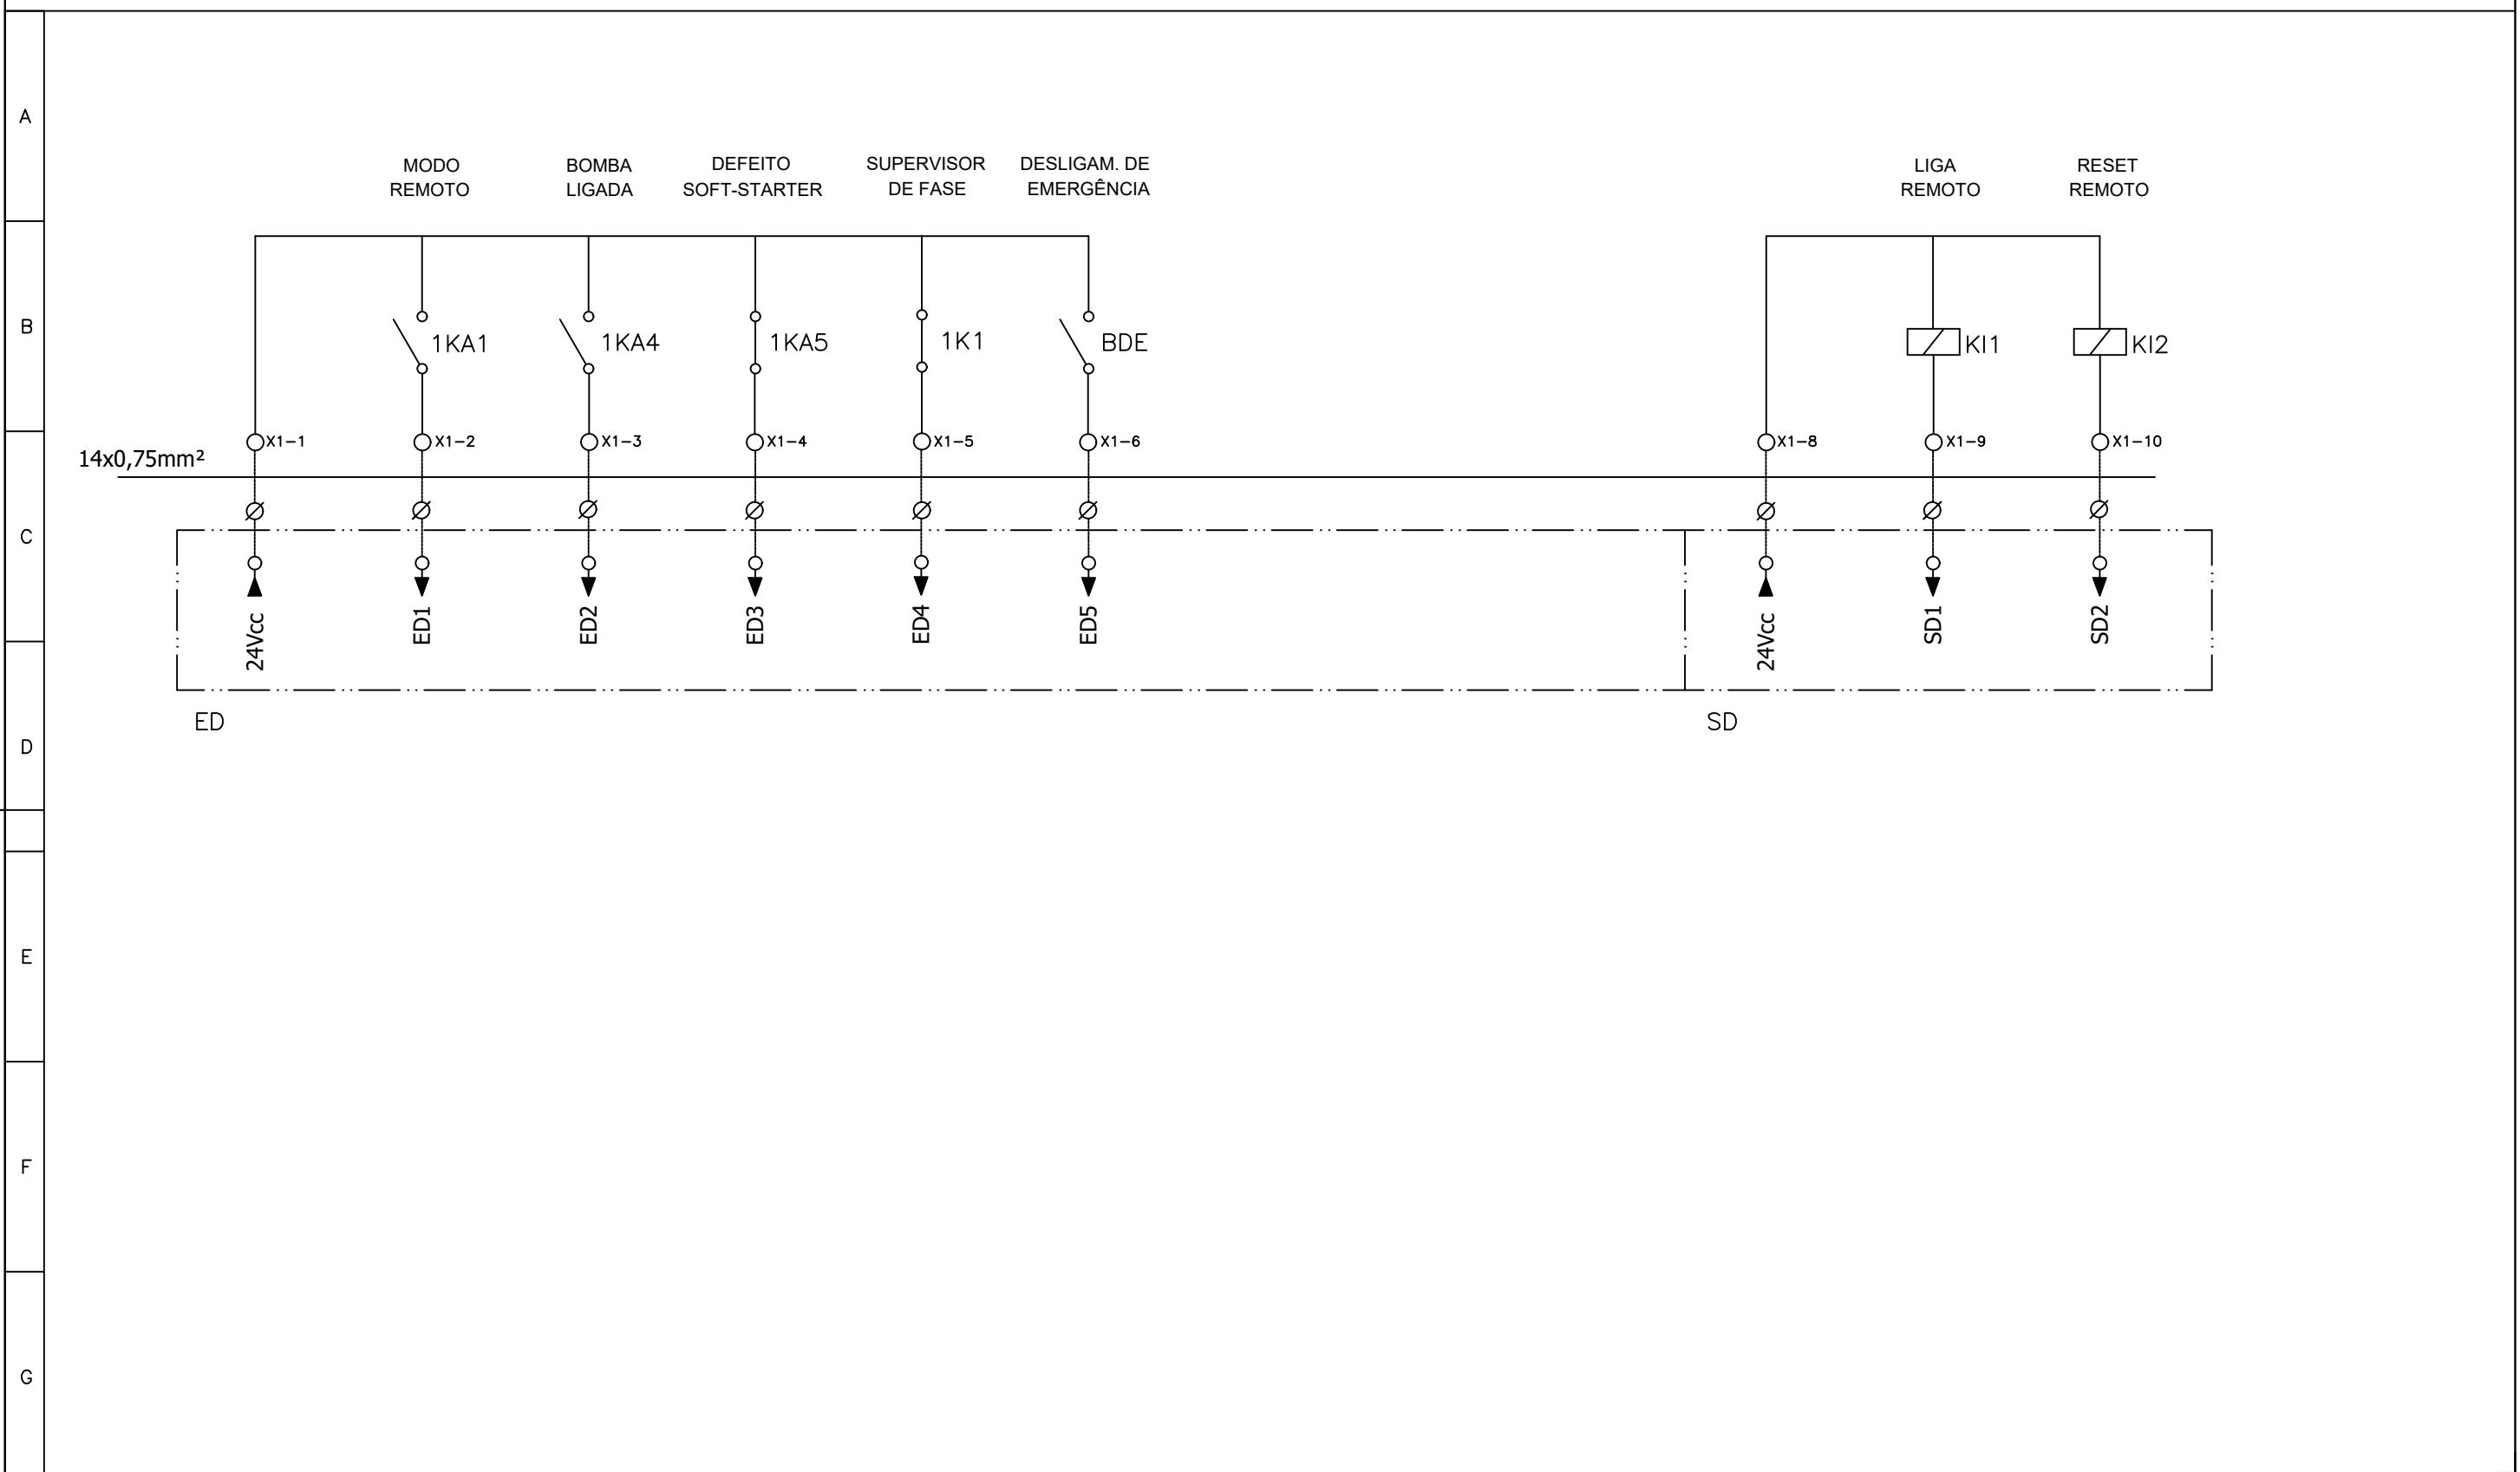 A
MODO
REMOTO
BOMBA
LIGADA
DEFEITO
SOFT-STARTER
SUPERVISOR
DE FASE
DESLIGAM. DE
EMERGÊNCIA
LIGA
REMOTO
RESET
REMOTO
B
1KA1
1KA4
1KA5
1K1
BDE
KI1
KI2
X1-1
X1-2
X1-3
X1-4
X1-5
X1-6
X1-8
X1-9
X1-10
14x0,75mm²
C
24Vcc
ED1
ED2
ED3
ED4
ED5
24Vcc
SD1
SD2
ED
SD
D
E
F
G